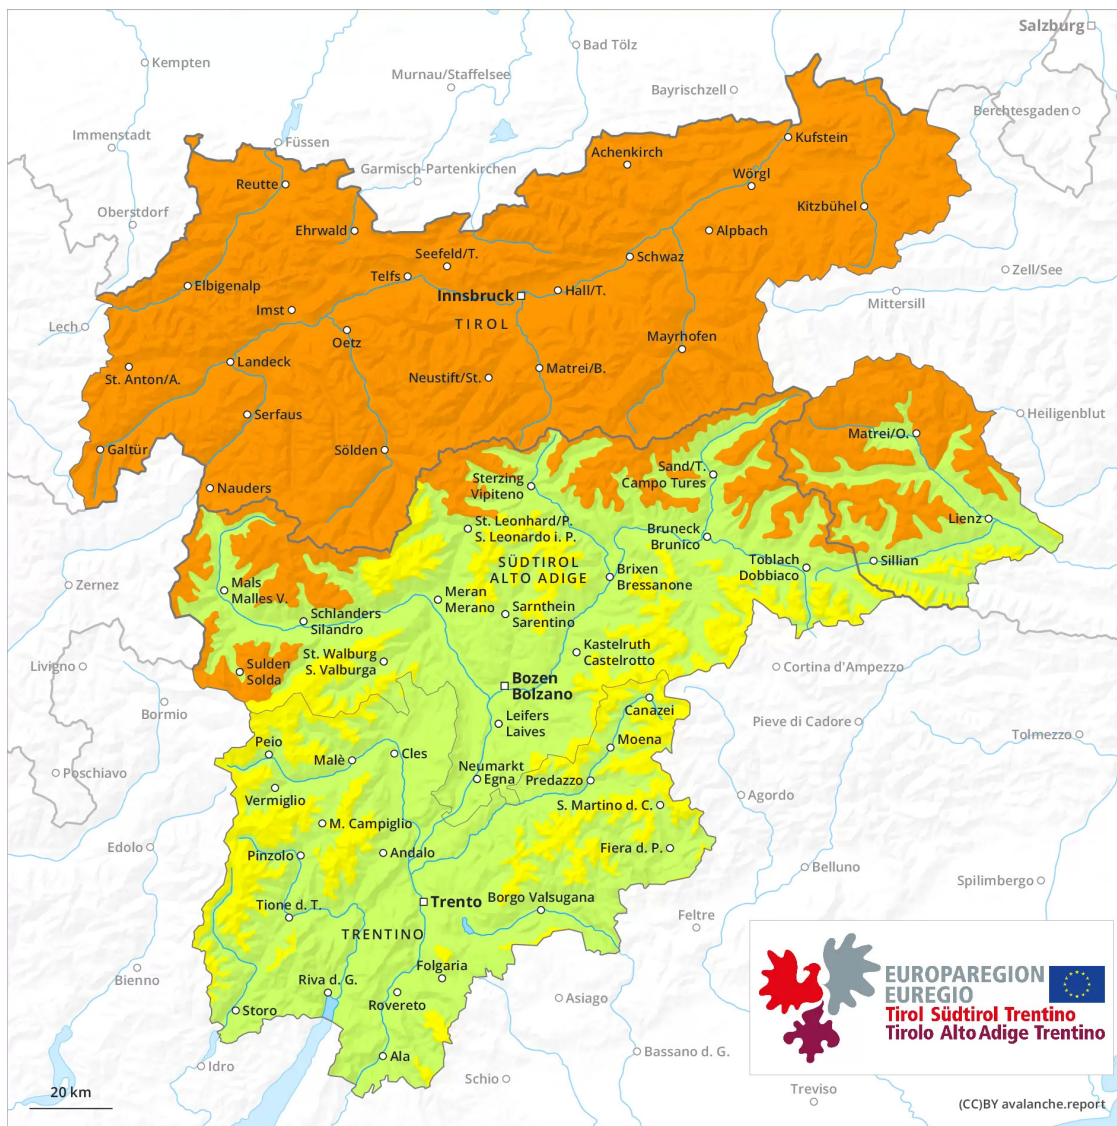 Salzburg
Bad Tölz
Kempten
Murnau/Staffelsee
Bayrischzell
Berchtesgaden
Immenstadt
Füssen
Kufstein
Achenkirch
Garmisch-Partenkirchen
Wörgl
Reutte
Oberstdorf
Kitzbühel
Ehrwald
Alpbach
Seefeld/T.
Schwaz
Telfs
Zell/See
Elbigenalp
Hall/T.
Innsbruck
Mittersill
Imst
TIROL
Lech
Oetz
Mayrhofen
Landeck
Matrei/B.
St. Anton/A.
Neustift/St.
Serfaus
Heiligenblut
Matrei/O.
Galtür
Sölden
Sand/T.
Campo Tures
Sterzing
Vipiteno
Nauders
St. Leonhard/P.
S. Leonardo i. P.
Lienz
Bruneck
Brunico
SÜDTIROL
ALTO ADIGE
Toblach
Dobbiaco
Sillian
Brixen
Bressanone
Zernez
Mals
Malles V.
Meran
Merano
Sarnthein
Sarentino
Schlanders
Silandro
Kastelruth
Castelrotto
St. Walburg
S. Valburga
Livigno
Sulden
Solda
Cortina d'Ampezzo
Bozen
Bolzano
Bormio
Canazei
Leifers
Laives
Pieve di Cadore
Moena
Tolmezzo
Peio
Malè
Cles
Neumarkt
Egna
Predazzo
Poschiavo
Vermiglio
Agordo
S. Martino d. C.
M. Campiglio
Edolo
Pinzolo
Andalo
Fiera d. P.
Belluno
Spilimbergo
Borgo Valsugana
Trento
Tione d. T.
Feltre
TRENTINO
Folgaria
Bienno
Riva d. G.
Rovereto
Asiago
Storo
EUROPAREGION
EUREGIO
Tirol Südtirol Trentino
Tirolo Alto Adige Trentino
Ala
Bassano d. G.
Idro
Schio
Treviso
20 km
(CC)BY avalanche.report